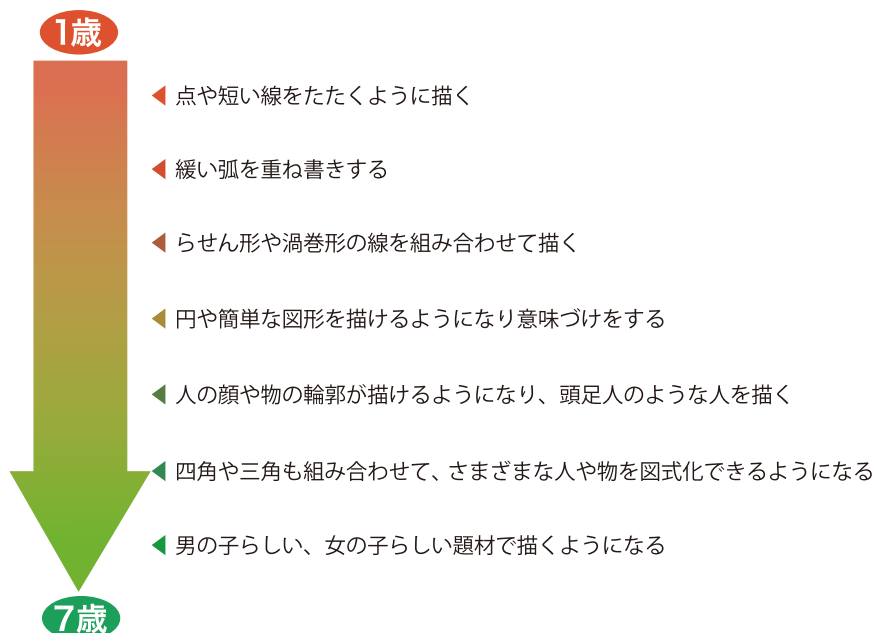 1歳
点や短い線をたたくように描く
緩い弧を重ね書きする
らせん形や渦巻形の線を組み合わせて描く
円や簡単な図形を描けるようになり意味づけをする
人の顔や物の輪郭が描けるようになり、頭足人のような人を描く
四角や三角も組み合わせて、さまざまな人や物を図式化できるようになる
男の子らしい、女の子らしい題材で描くようになる
7歳